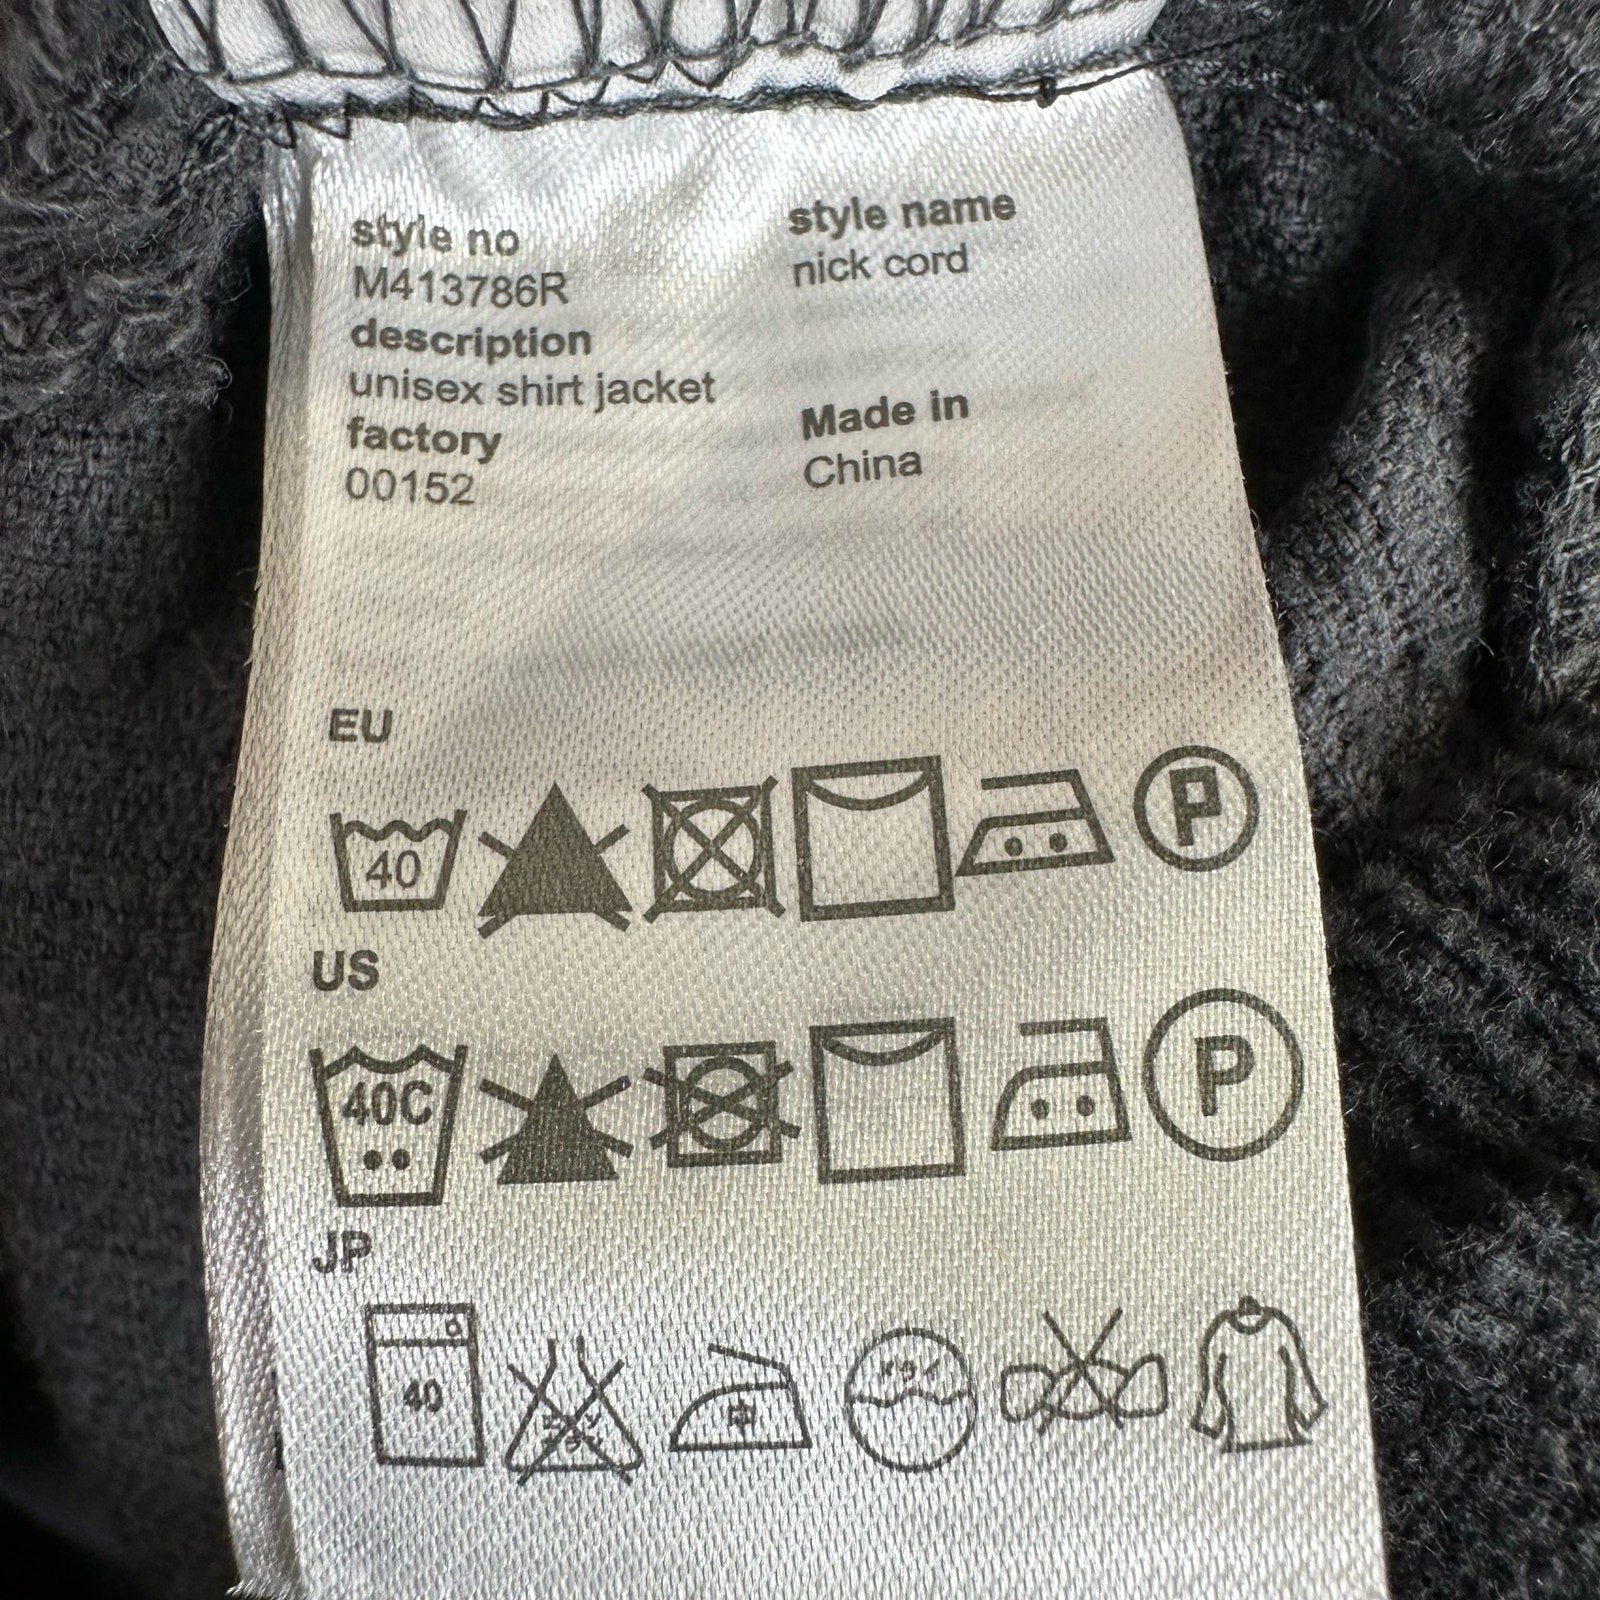 style no
M413786R
description
unisex shirt jacket
factory
00152
style name
nick cord
Made in
China
EU
40
P
US
40C
P
JP
40
中